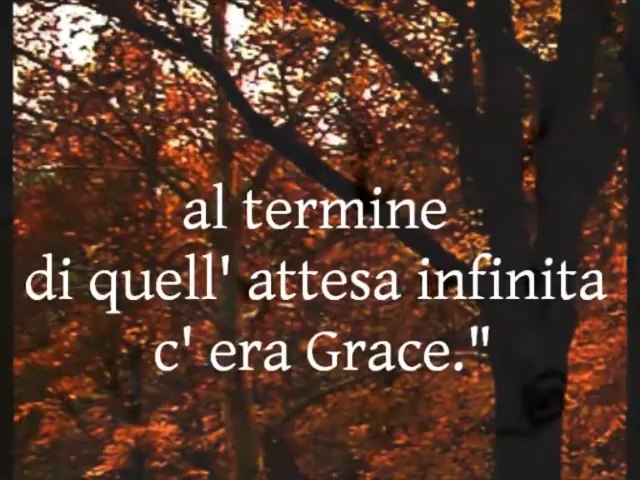 al termine
di quell' attesa infinita
c' era Grace."